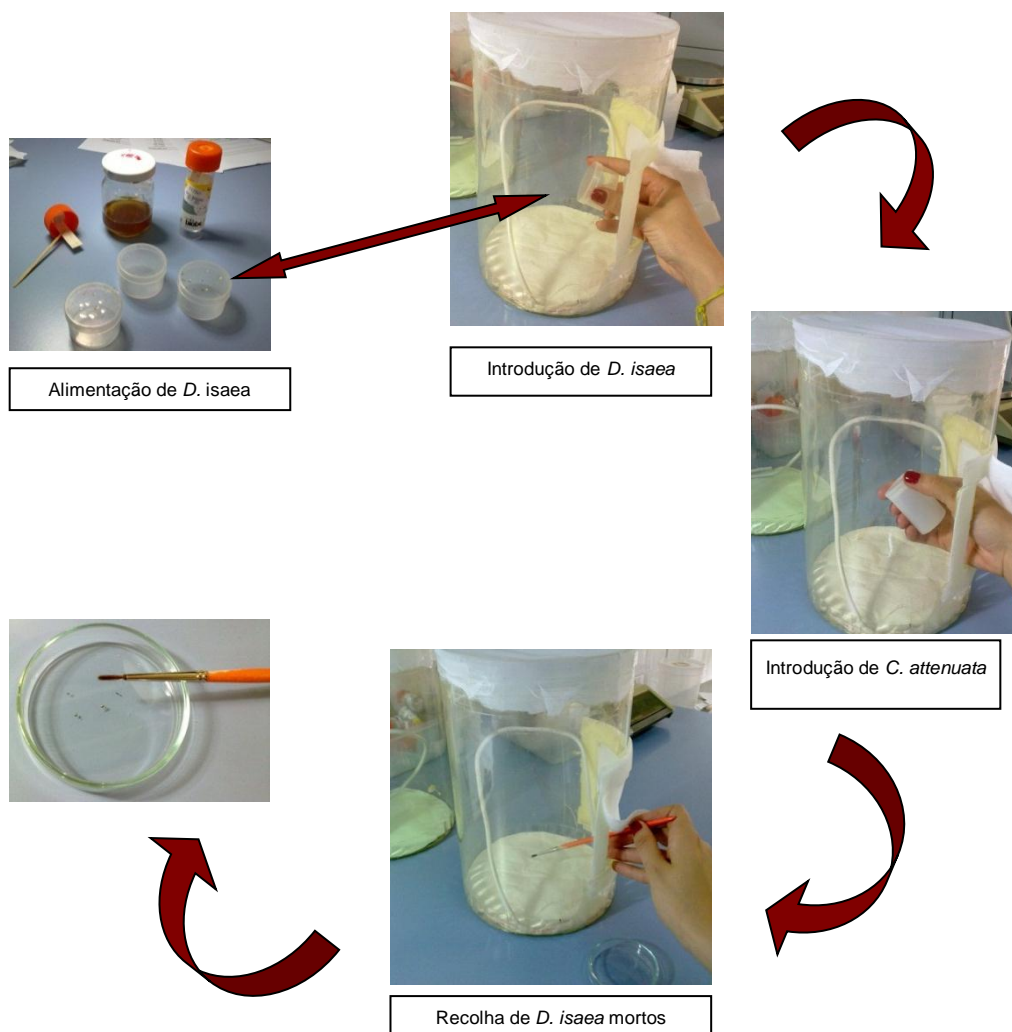 Alimentação de D. isaea
Introdução de D. isaea
Introdução de C. attenuata
Recolha de D. isaea mortos